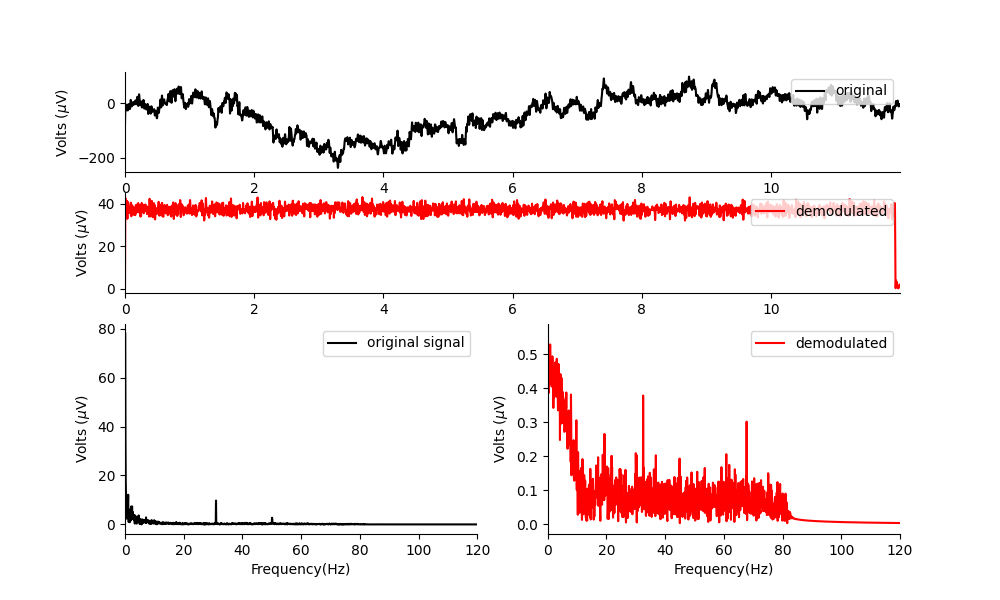 Volts (μV)
0
−200
original
0 2 4 6 8 10
Volts (μV)
40
20
0
demodulated
0 2 4 6 8 10
Volts (μV)
80
60
40
20
0
original signal
0 20 40 60 80 100 120
Frequency(Hz)
Volts (μV)
0.5
0.4
0.3
0.2
0.1
0.0
demodulated
0 20 40 60 80 100 120
Frequency(Hz)